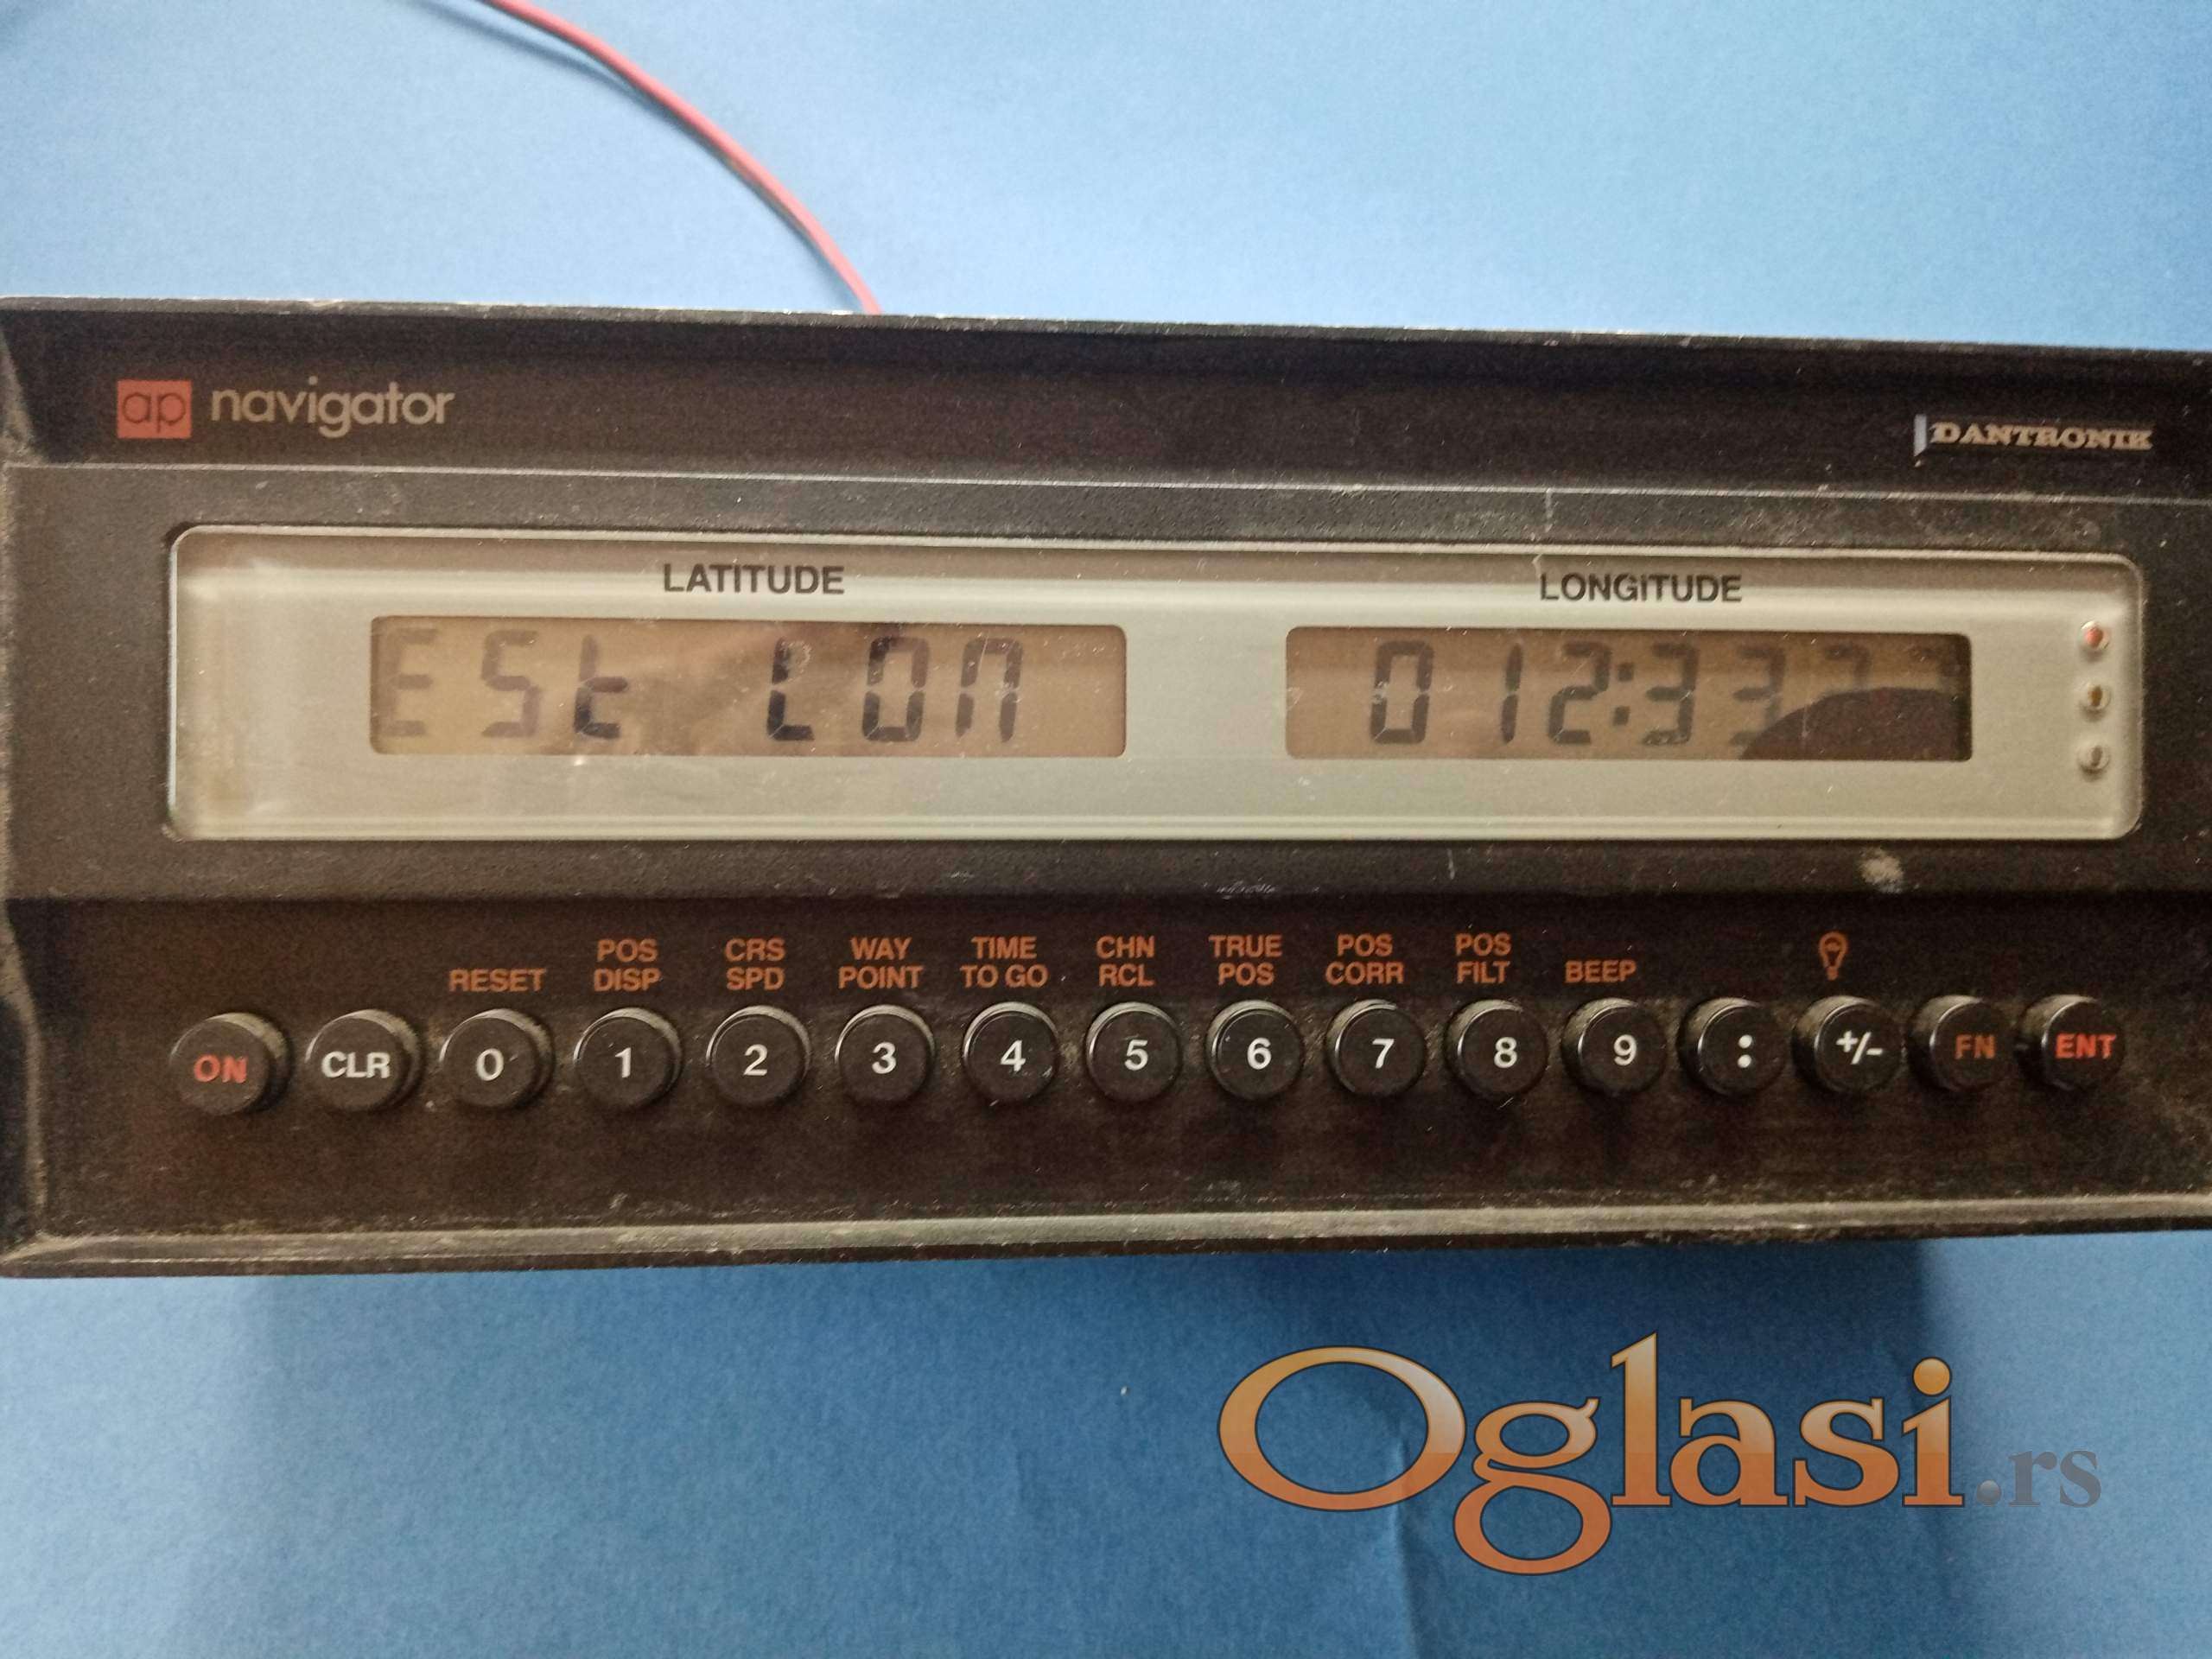 ap navigator
DANTRONIK
LATITUDE
LONGITUDE
ESt LON
012:33
RESET
POS DISP
CRS SPD
WAY POINT
TIME TO GO
CHN RCL
TRUE POS
POS CORR
POS FILT
BEEP
ON CLR 0 1 2 3 4 5 6 7 8 9 : +/- FN ENT
Oglasi.rs